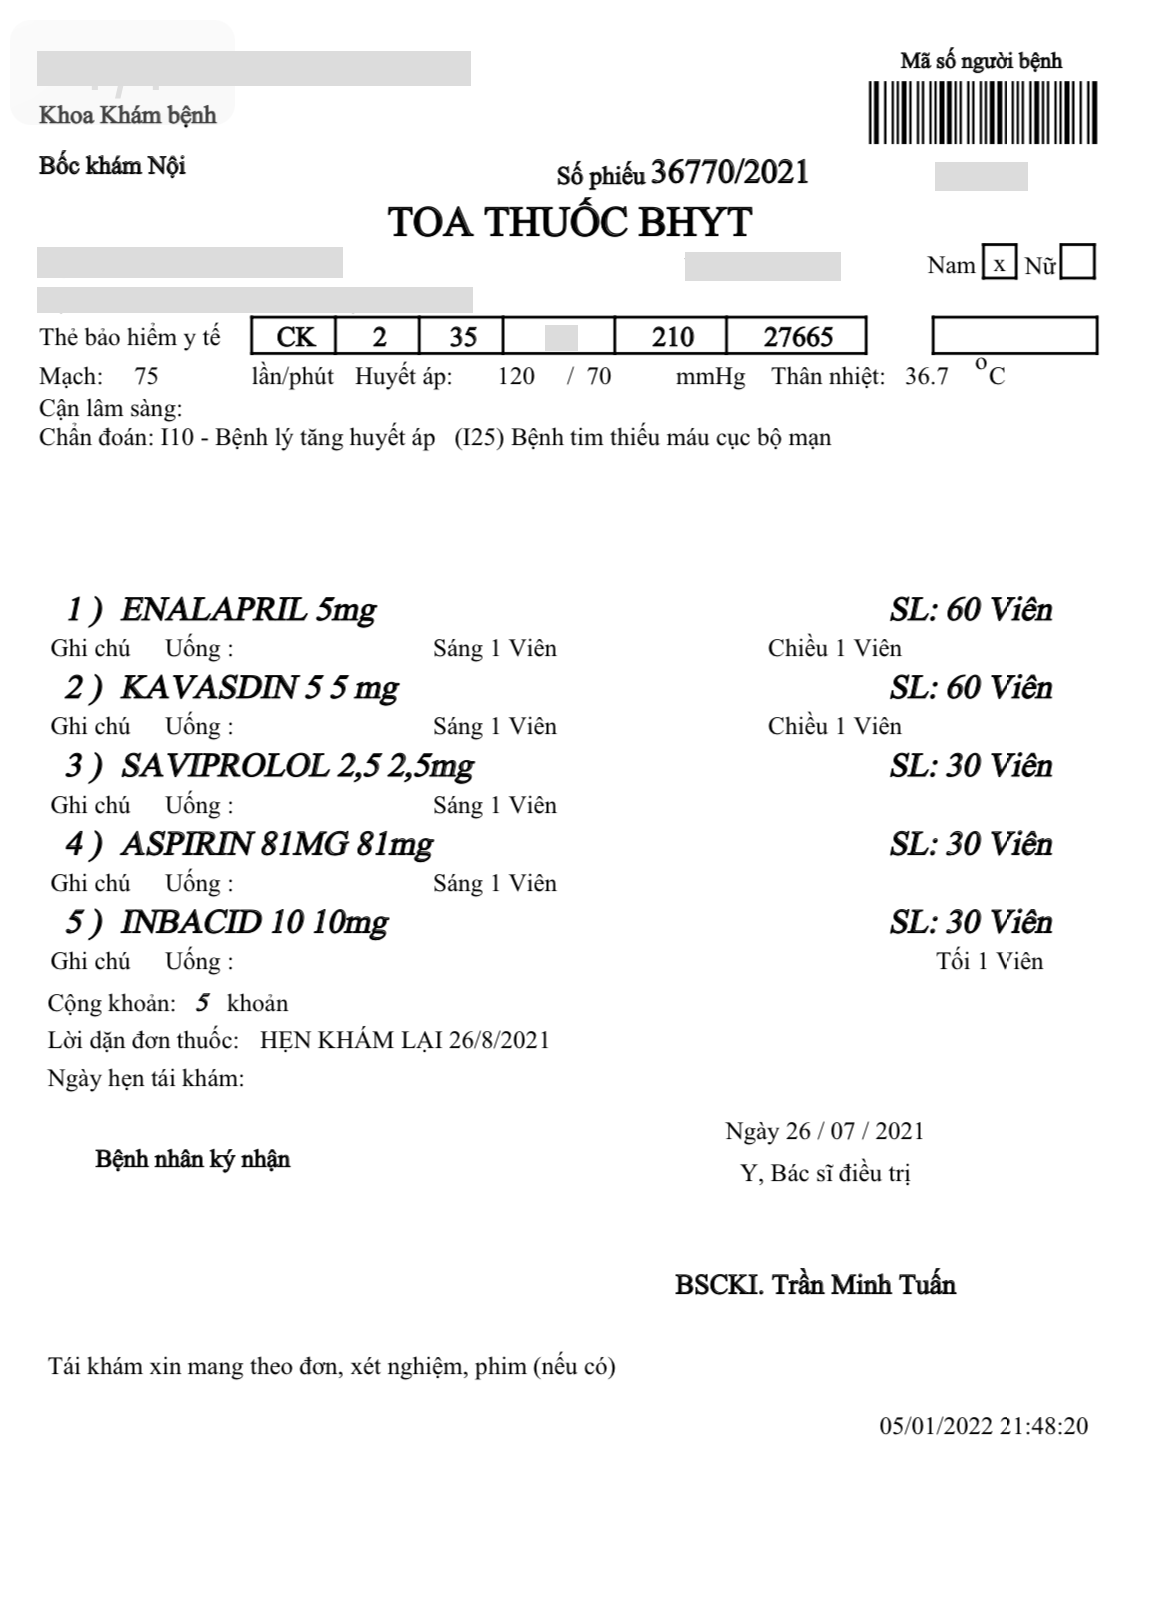 Mã số người bệnh
Khoa Khám bệnh
Bốc khám Nội
Số phiếu 36770/2021
TOA THUỐC BHYT
Nam x Nữ
Thẻ bảo hiểm y tế CK 2 35 210 27665
Mạch: 75 lần/phút Huyết áp: 120 / 70 mmHg Thân nhiệt: 36.7 °C
Cận lâm sàng:
Chẩn đoán: I10 - Bệnh lý tăng huyết áp (I25) Bệnh tim thiếu máu cục bộ mạn
1 ) ENALAPRIL 5mg SL: 60 Viên
Ghi chú Uống : Sáng 1 Viên Chiều 1 Viên
2 ) KAVASDIN 5 5 mg SL: 60 Viên
Ghi chú Uống : Sáng 1 Viên Chiều 1 Viên
3 ) SAVIPROLOL 2,5 2,5mg SL: 30 Viên
Ghi chú Uống : Sáng 1 Viên
4 ) ASPIRIN 81MG 81mg SL: 30 Viên
Ghi chú Uống : Sáng 1 Viên
5 ) INBACID 10 10mg SL: 30 Viên
Ghi chú Uống : Tối 1 Viên
Cộng khoản: 5 khoản
Lời dặn đơn thuốc: HẸN KHÁM LẠI 26/8/2021
Ngày hẹn tái khám:
Ngày 26 / 07 / 2021
Bệnh nhân ký nhận
Y, Bác sĩ điều trị
BSCKI. Trần Minh Tuấn
Tái khám xin mang theo đơn, xét nghiệm, phim (nếu có)
05/01/2022 21:48:20